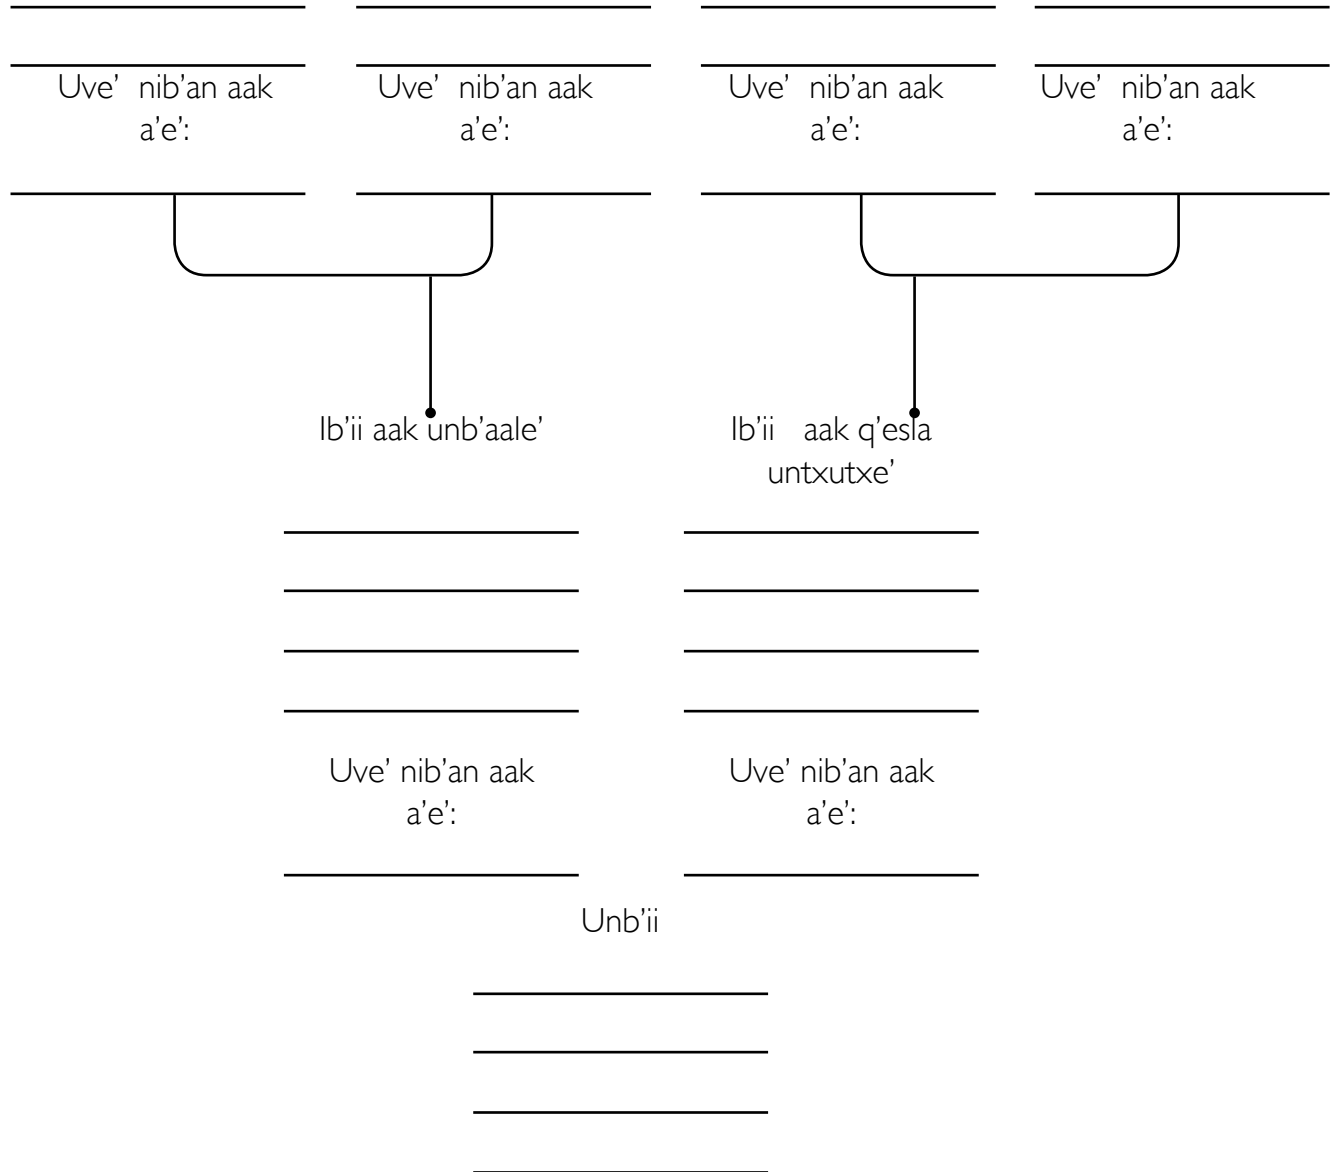 Uve’ nib’an aak Uve’ nib’an aak Uve’ nib’an aak Uve’ nib’an aak
a’e’: a’e’: a’e’: a’e’:
Ib’ii aak unb’aale’ Ib’ii aak q’esla
untxutxe’
Uve’ nib’an aak Uve’ nib’an aak
a’e’: a’e’:
Unb’ii